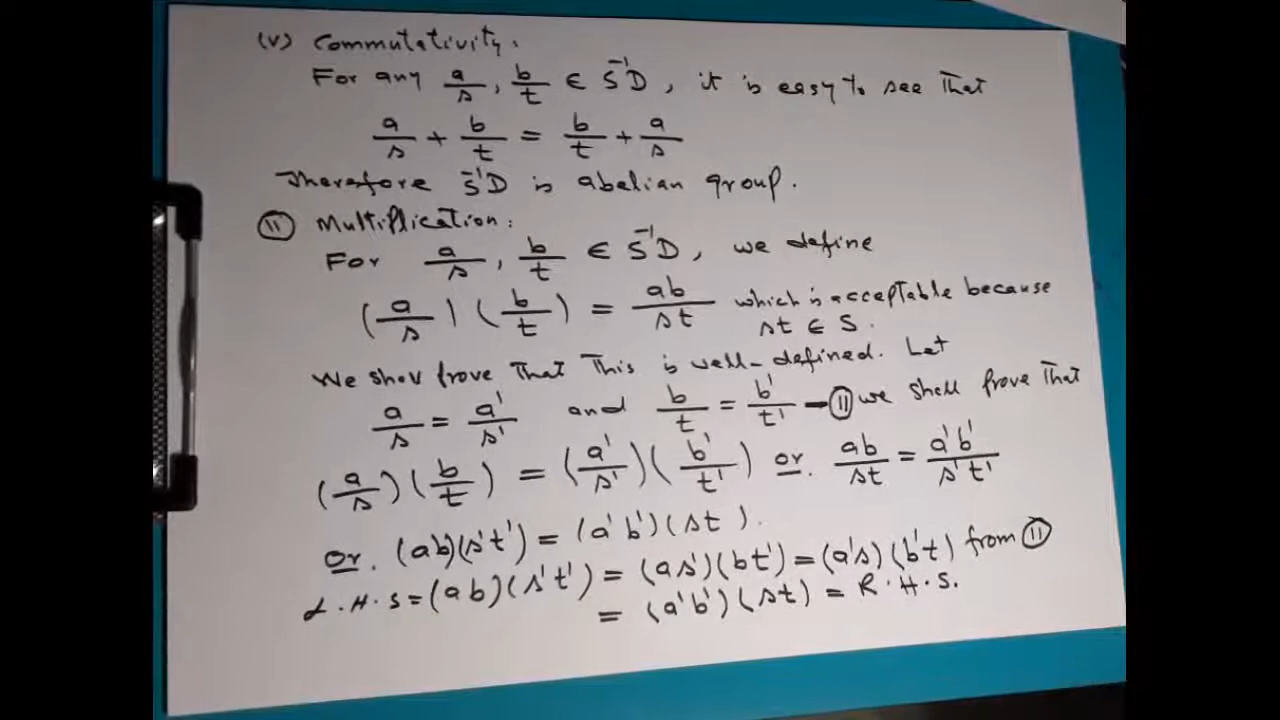 (V) Commutativity.
For any a/s, b/t ∈ S⁻¹D, it is easy to see that
a/s + b/t = b/t + a/s
Therefore S⁻¹D is abelian group.
(II) Multiplication:
For a/s, b/t ∈ S⁻¹D, we define
(a/s)(b/t) = ab/st which is acceptable because
st ∈ S.
We shov prove that this is well-defined. Let
a/s = a'/s' and b/t = b'/t' — (II) we shall prove that
(a/s)(b/t) = (a'/s')(b'/t') or. ab/st = a'b'/s't'
or. (ab)(s't') = (a'b')(st).
L.H.S = (ab)(s't') = (as')(bt') = (a's)(b't) from (II)
= (a'b')(st) = R.H.S.